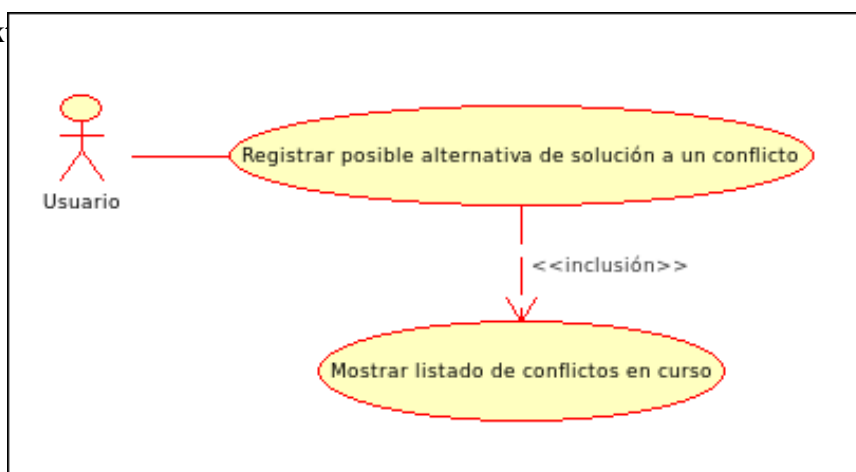 Registrar posible alternativa de solución a un conflicto
Usuario
<<inclusión>>
Mostrar listado de conflictos en curso